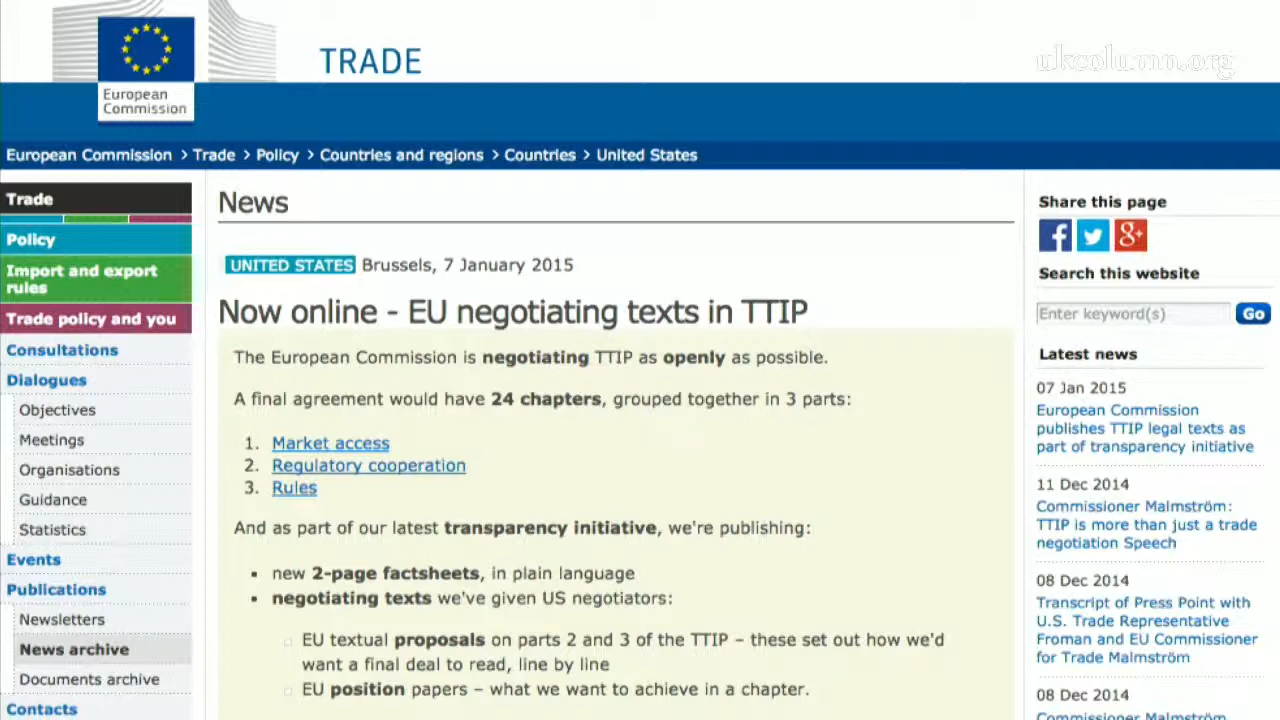 TRADE
ukcolumn.org
European
Commission
European Commission > Trade > Policy > Countries and regions > Countries > United States
Trade
Policy
Import and export
rules
Trade policy and you
Consultations
Dialogues
Objectives
Meetings
Organisations
Guidance
Statistics
Events
Publications
Newsletters
News archive
Documents archive
Contacts
News
UNITED STATES Brussels, 7 January 2015
Now online - EU negotiating texts in TTIP
The European Commission is negotiating TTIP as openly as possible.
A final agreement would have 24 chapters, grouped together in 3 parts:
1. Market access
2. Regulatory cooperation
3. Rules
And as part of our latest transparency initiative, we're publishing:
• new 2-page factsheets, in plain language
• negotiating texts we've given US negotiators:
EU textual proposals on parts 2 and 3 of the TTIP – these set out how we'd
want a final deal to read, line by line
EU position papers – what we want to achieve in a chapter.
Share this page
Search this website
Enter keyword(s) Go
Latest news
07 Jan 2015
European Commission
publishes TTIP legal texts as
part of transparency initiative
11 Dec 2014
Commissioner Malmström:
TTIP is more than just a trade
negotiation Speech
08 Dec 2014
Transcript of Press Point with
U.S. Trade Representative
Froman and EU Commissioner
for Trade Malmström
08 Dec 2014
Commissioner Malmström